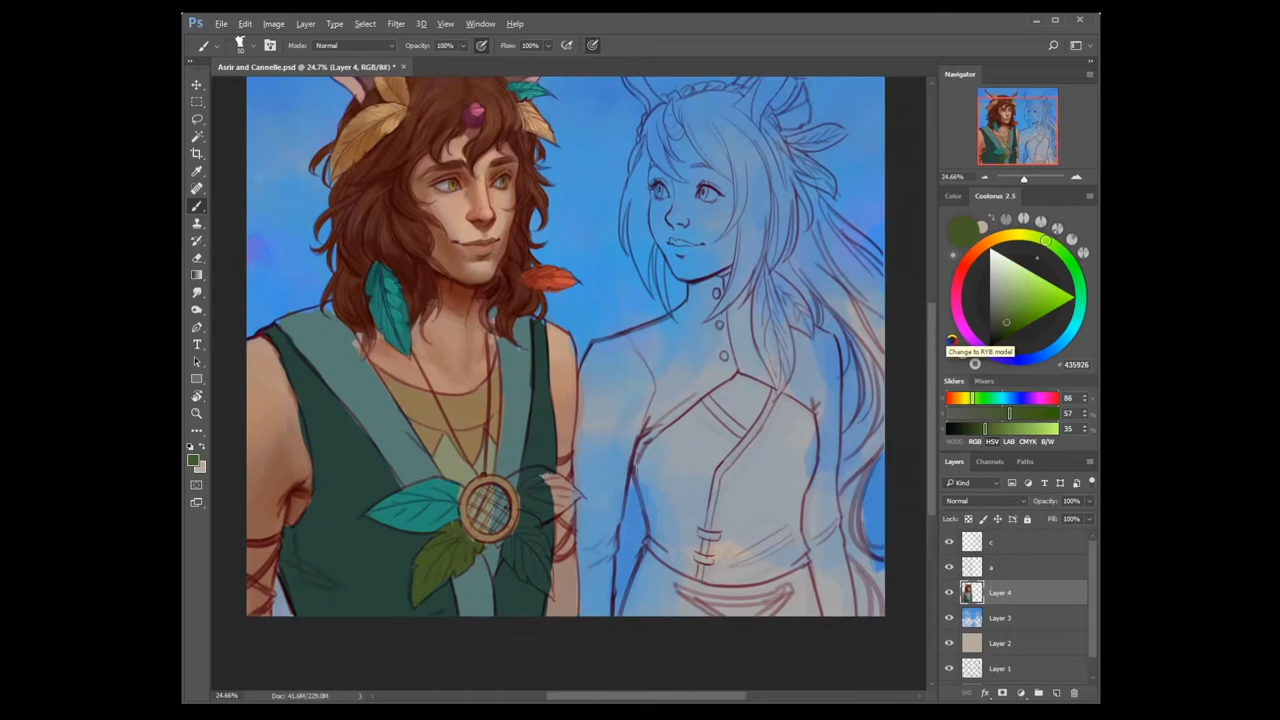 Ps File Edit Image Layer Type Select Filter 3D View Window Help
50 Mode: Normal Opacity: 100% Flow: 100%
Asrir and Cannelle.psd @ 24.7% (Layer 4, RGB/8#) * ×
Navigator
24.66%
Color Coolorus 2.5
Change to RYB model
# 435926
Sliders Mixers
86
57
35
MODE: RGB HSV LAB CMYK B/W
Layers Channels Paths
Kind
Normal Opacity: 100%
Lock: Fill: 100%
c
a
Layer 4
Layer 3
Layer 2
Layer 1
24.66% Doc: 41.6M/229.0M